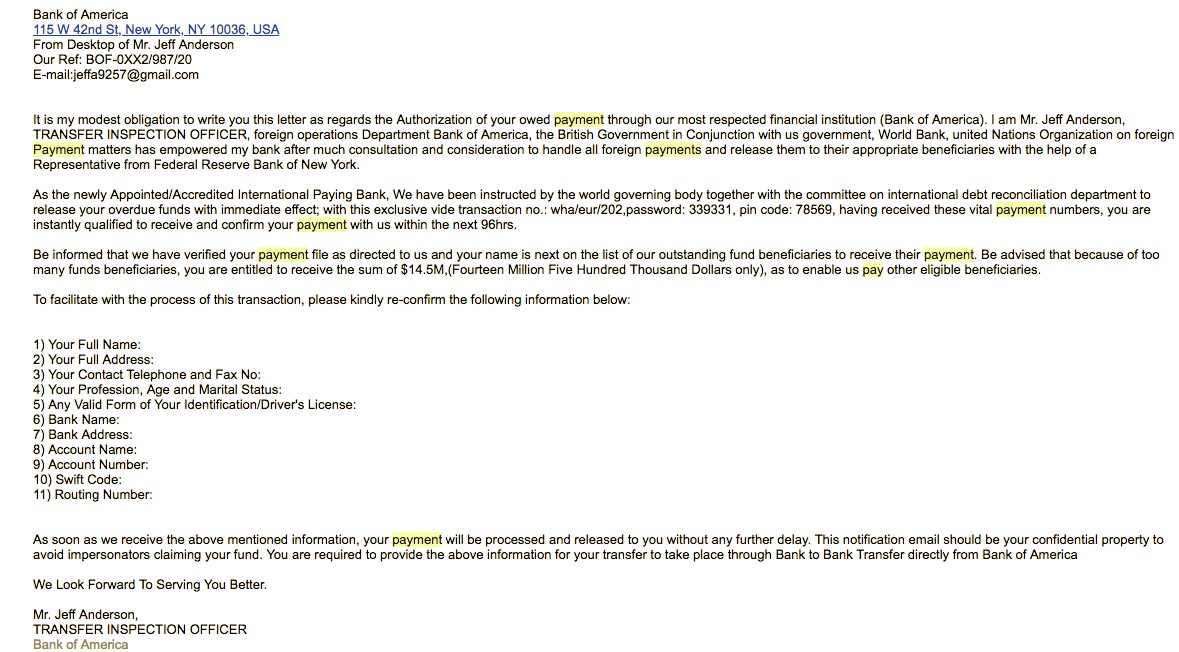 Bank of America
115 W 42nd St, New York, NY 10036, USA
From Desktop of Mr. Jeff Anderson
Our Ref: BOF-0XX2/987/20
E-mail:jeffa9257@gmail.com
It is my modest obligation to write you this letter as regards the Authorization of your owed payment through our most respected financial institution (Bank of America). I am Mr. Jeff Anderson,
TRANSFER INSPECTION OFFICER, foreign operations Department Bank of America, the British Government in Conjunction with us government, World Bank, united Nations Organization on foreign
Payment matters has empowered my bank after much consultation and consideration to handle all foreign payments and release them to their appropriate beneficiaries with the help of a
Representative from Federal Reserve Bank of New York.
As the newly Appointed/Accredited International Paying Bank, We have been instructed by the world governing body together with the committee on international debt reconciliation department to
release your overdue funds with immediate effect; with this exclusive vide transaction no.: wha/eur/202,password: 339331, pin code: 78569, having received these vital payment numbers, you are
instantly qualified to receive and confirm your payment with us within the next 96hrs.
Be informed that we have verified your payment file as directed to us and your name is next on the list of our outstanding fund beneficiaries to receive their payment. Be advised that because of too
many funds beneficiaries, you are entitled to receive the sum of $14.5M,(Fourteen Million Five Hundred Thousand Dollars only), as to enable us pay other eligible beneficiaries.
To facilitate with the process of this transaction, please kindly re-confirm the following information below:
1) Your Full Name:
2) Your Full Address:
3) Your Contact Telephone and Fax No:
4) Your Profession, Age and Marital Status:
5) Any Valid Form of Your Identification/Driver's License:
6) Bank Name:
7) Bank Address:
8) Account Name:
9) Account Number:
10) Swift Code:
11) Routing Number:
As soon as we receive the above mentioned information, your payment will be processed and released to you without any further delay. This notification email should be your confidential property to
avoid impersonators claiming your fund. You are required to provide the above information for your transfer to take place through Bank to Bank Transfer directly from Bank of America
We Look Forward To Serving You Better.
Mr. Jeff Anderson,
TRANSFER INSPECTION OFFICER
Bank of America